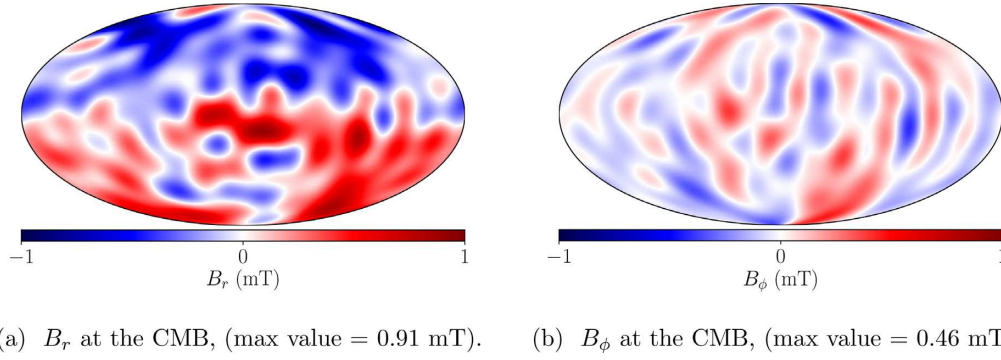 −1 0 1
B_r (mT)
−1 0 1
B_ϕ (mT)
a) B_r at the CMB, (max value = 0.91 mT).
(b) B_ϕ at the CMB, (max value = 0.46 mT